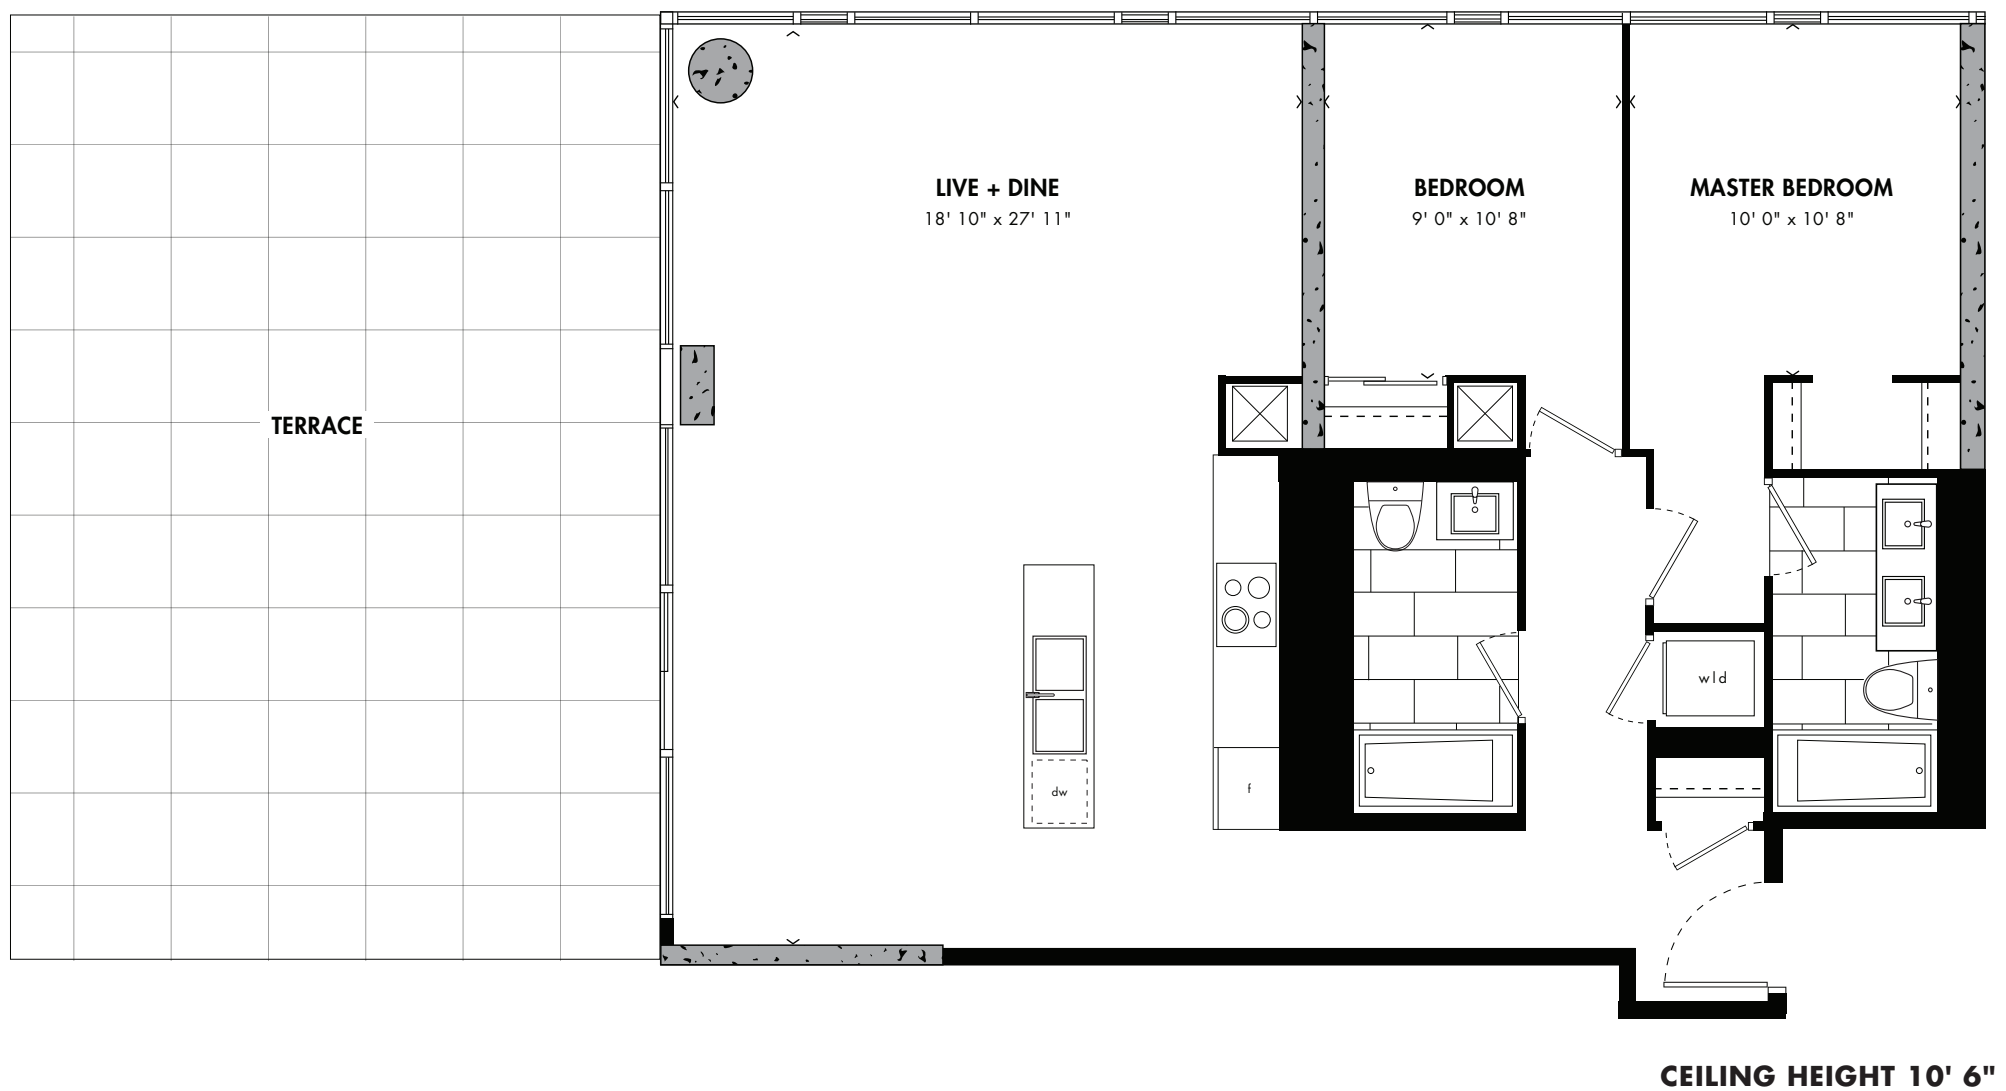 LIVE + DINE
18' 10" x 27' 11"
BEDROOM
9' 0" x 10' 8"
MASTER BEDROOM
10' 0" x 10' 8"
TERRACE
wld
dw
f
CEILING HEIGHT 10' 6"